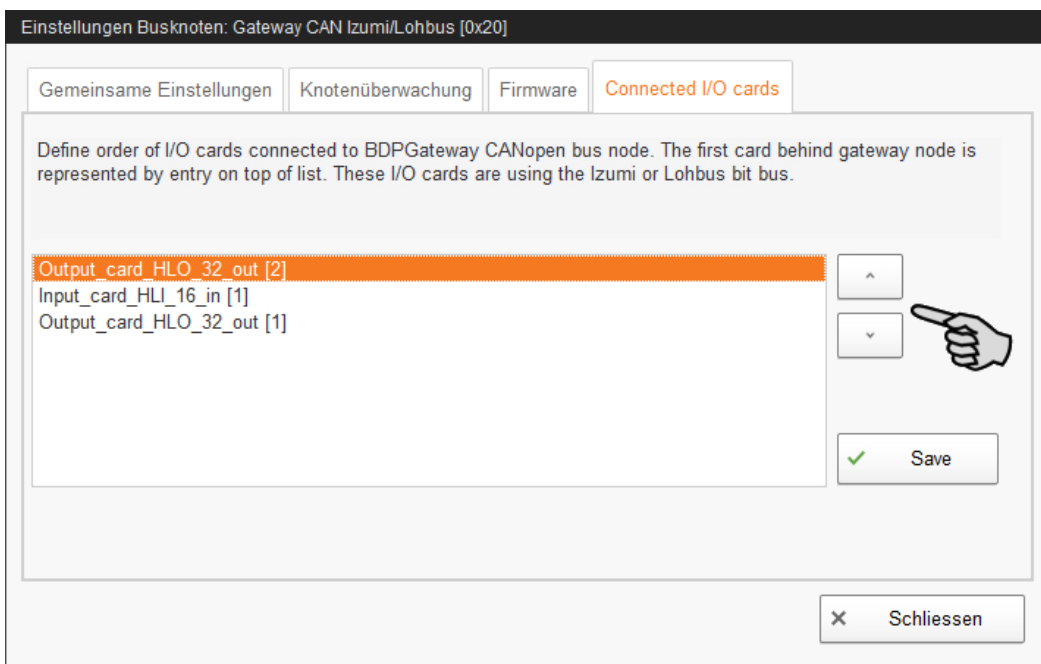 Einstellungen Busknoten: Gateway CAN Izumi/Lohbus [0x20]
Gemeinsame Einstellungen
Knotenüberwachung
Firmware
Connected I/O cards
Define order of I/O cards connected to BDPGateway CANopen bus node. The first card behind gateway node is
represented by entry on top of list. These I/O cards are using the Izumi or Lohbus bit bus.
Output_card_HLO_32_out [2]
Input_card_HLI_16_in [1]
Output_card_HLO_32_out [1]
Save
Schliessen